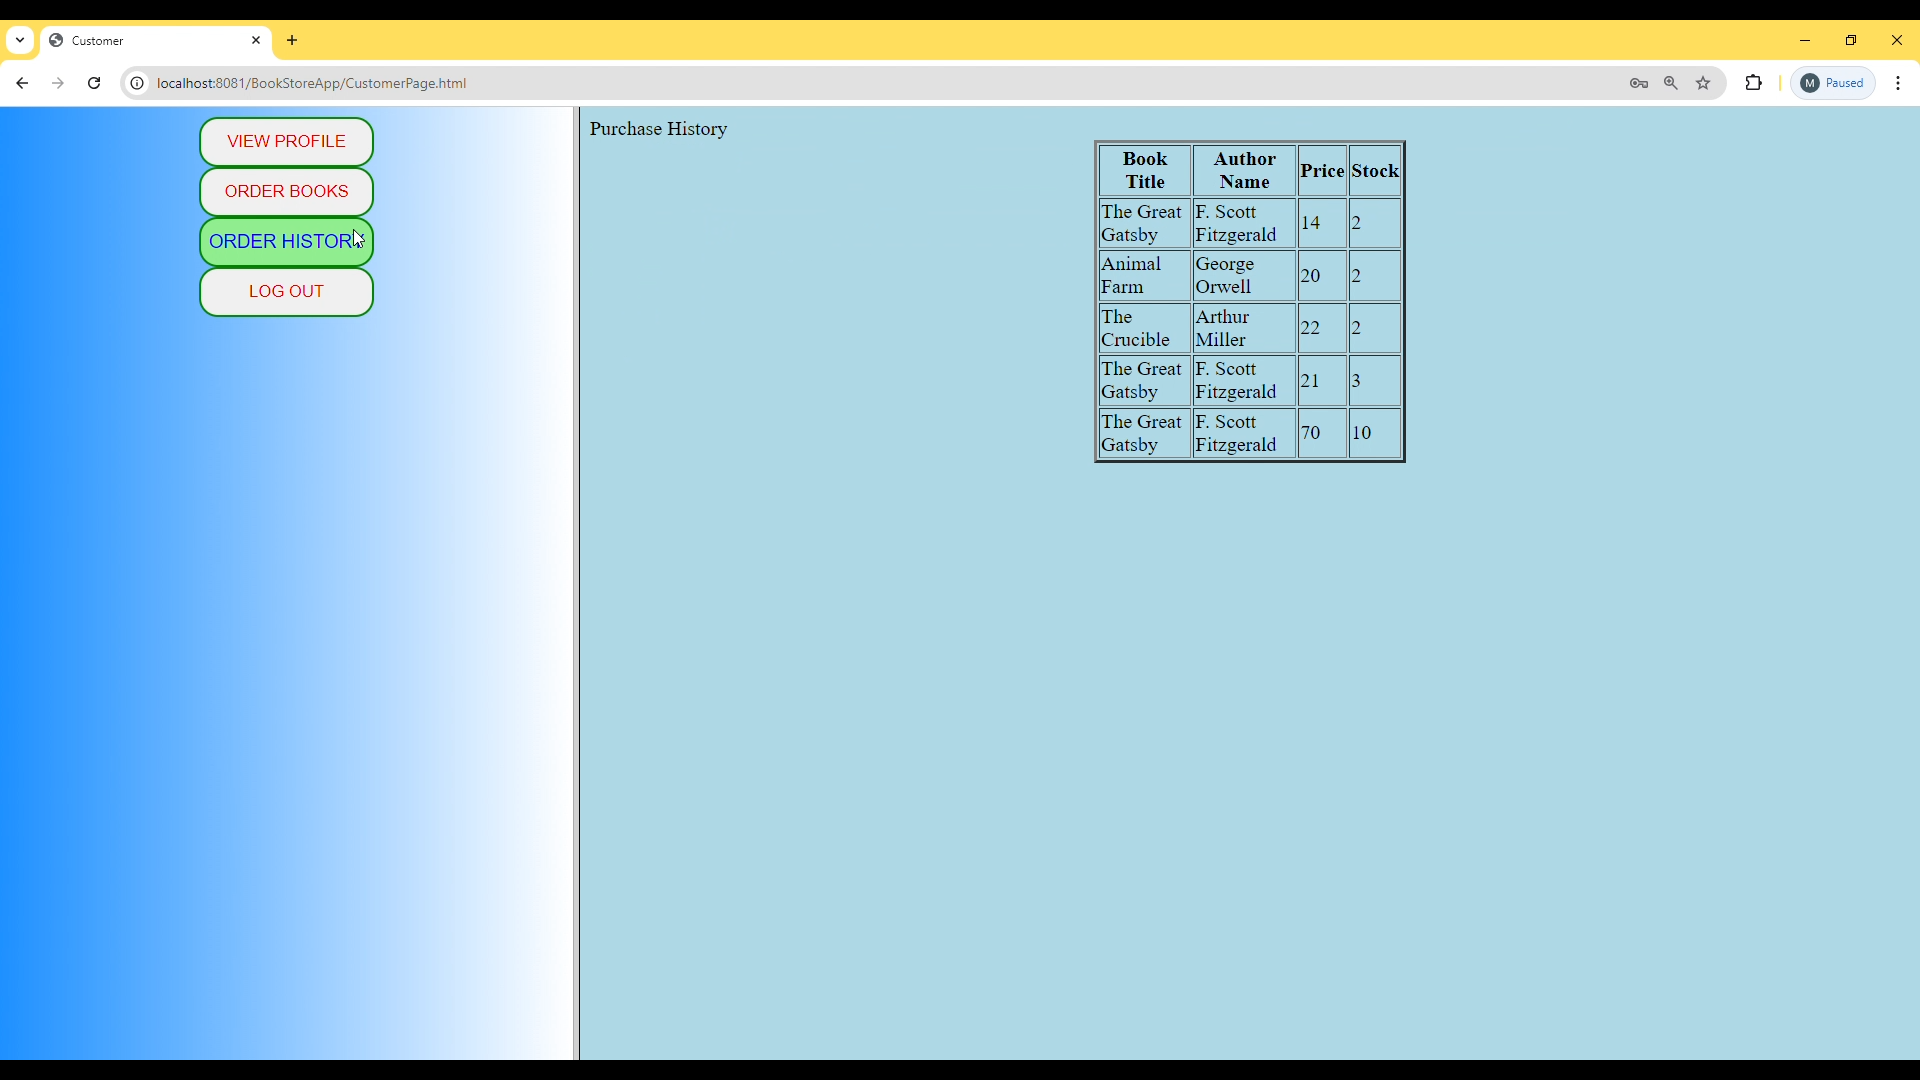 Customer
localhost:8081/BookStoreApp/CustomerPage.html
M Paused
VIEW PROFILE
ORDER BOOKS
ORDER HISTORY
LOG OUT
Purchase History
Book Title Author Name Price Stock
The Great Gatsby F. Scott Fitzgerald 14 2
Animal Farm George Orwell 20 2
The Crucible Arthur Miller 22 2
The Great Gatsby F. Scott Fitzgerald 21 3
The Great Gatsby F. Scott Fitzgerald 70 10